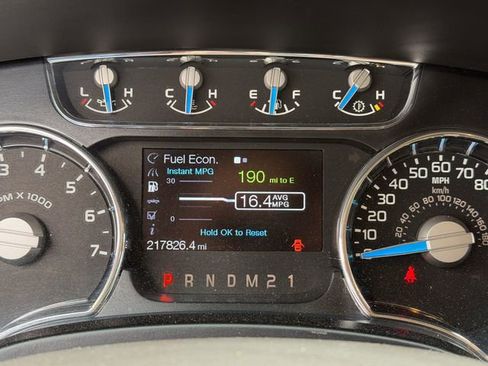 L H
C H
E F
C H
Fuel Econ.
Instant MPG
30
0
190 mi to E
16.4 AVG MPG
Hold OK to Reset
217826.4 mi
P R N D M 2 1
2
3
4
5
6
7
X 1000
0
10
20
30
40
50
60
70
80
MPH
km/h